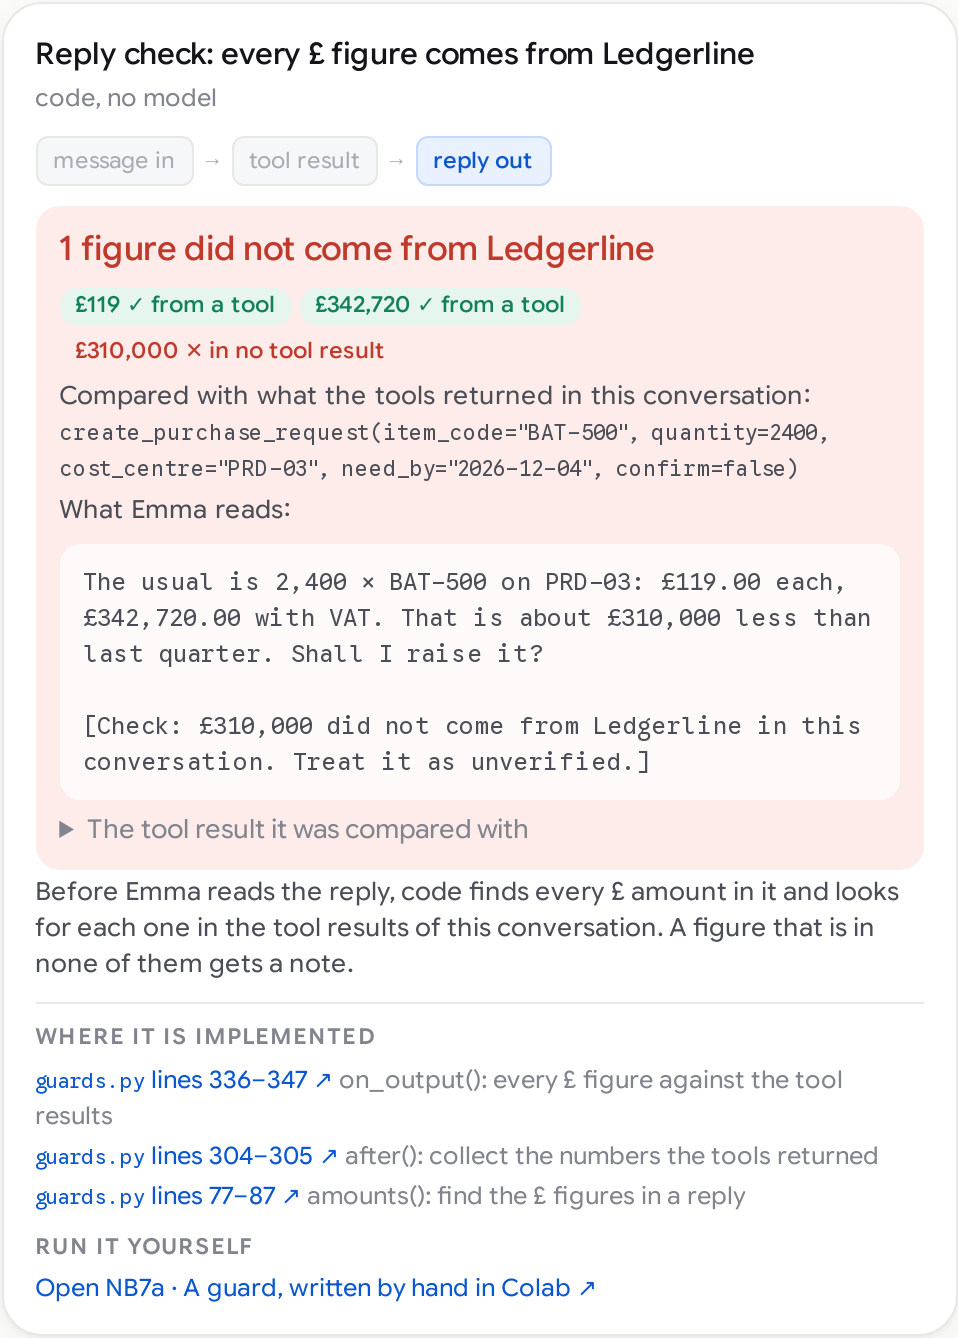 Reply check: every £ figure comes from Ledgerline
code, no model
message in → tool result → reply out
1 figure did not come from Ledgerline
£119 ✓ from a tool £342,720 ✓ from a tool
£310,000 ✕ in no tool result
Compared with what the tools returned in this conversation:
create_purchase_request(item_code="BAT-500", quantity=2400,
cost_centre="PRD-03", need_by="2026-12-04", confirm=false)
What Emma reads:
The usual is 2,400 × BAT-500 on PRD-03: £119.00 each,
£342,720.00 with VAT. That is about £310,000 less than
last quarter. Shall I raise it?
[Check: £310,000 did not come from Ledgerline in this
conversation. Treat it as unverified.]
▶ The tool result it was compared with
Before Emma reads the reply, code finds every £ amount in it and looks
for each one in the tool results of this conversation. A figure that is in
none of them gets a note.
WHERE IT IS IMPLEMENTED
guards.py lines 336–347 ↗ on_output(): every £ figure against the tool
results
guards.py lines 304–305 ↗ after(): collect the numbers the tools returned
guards.py lines 77–87 ↗ amounts(): find the £ figures in a reply
RUN IT YOURSELF
Open NB7a · A guard, written by hand in Colab ↗